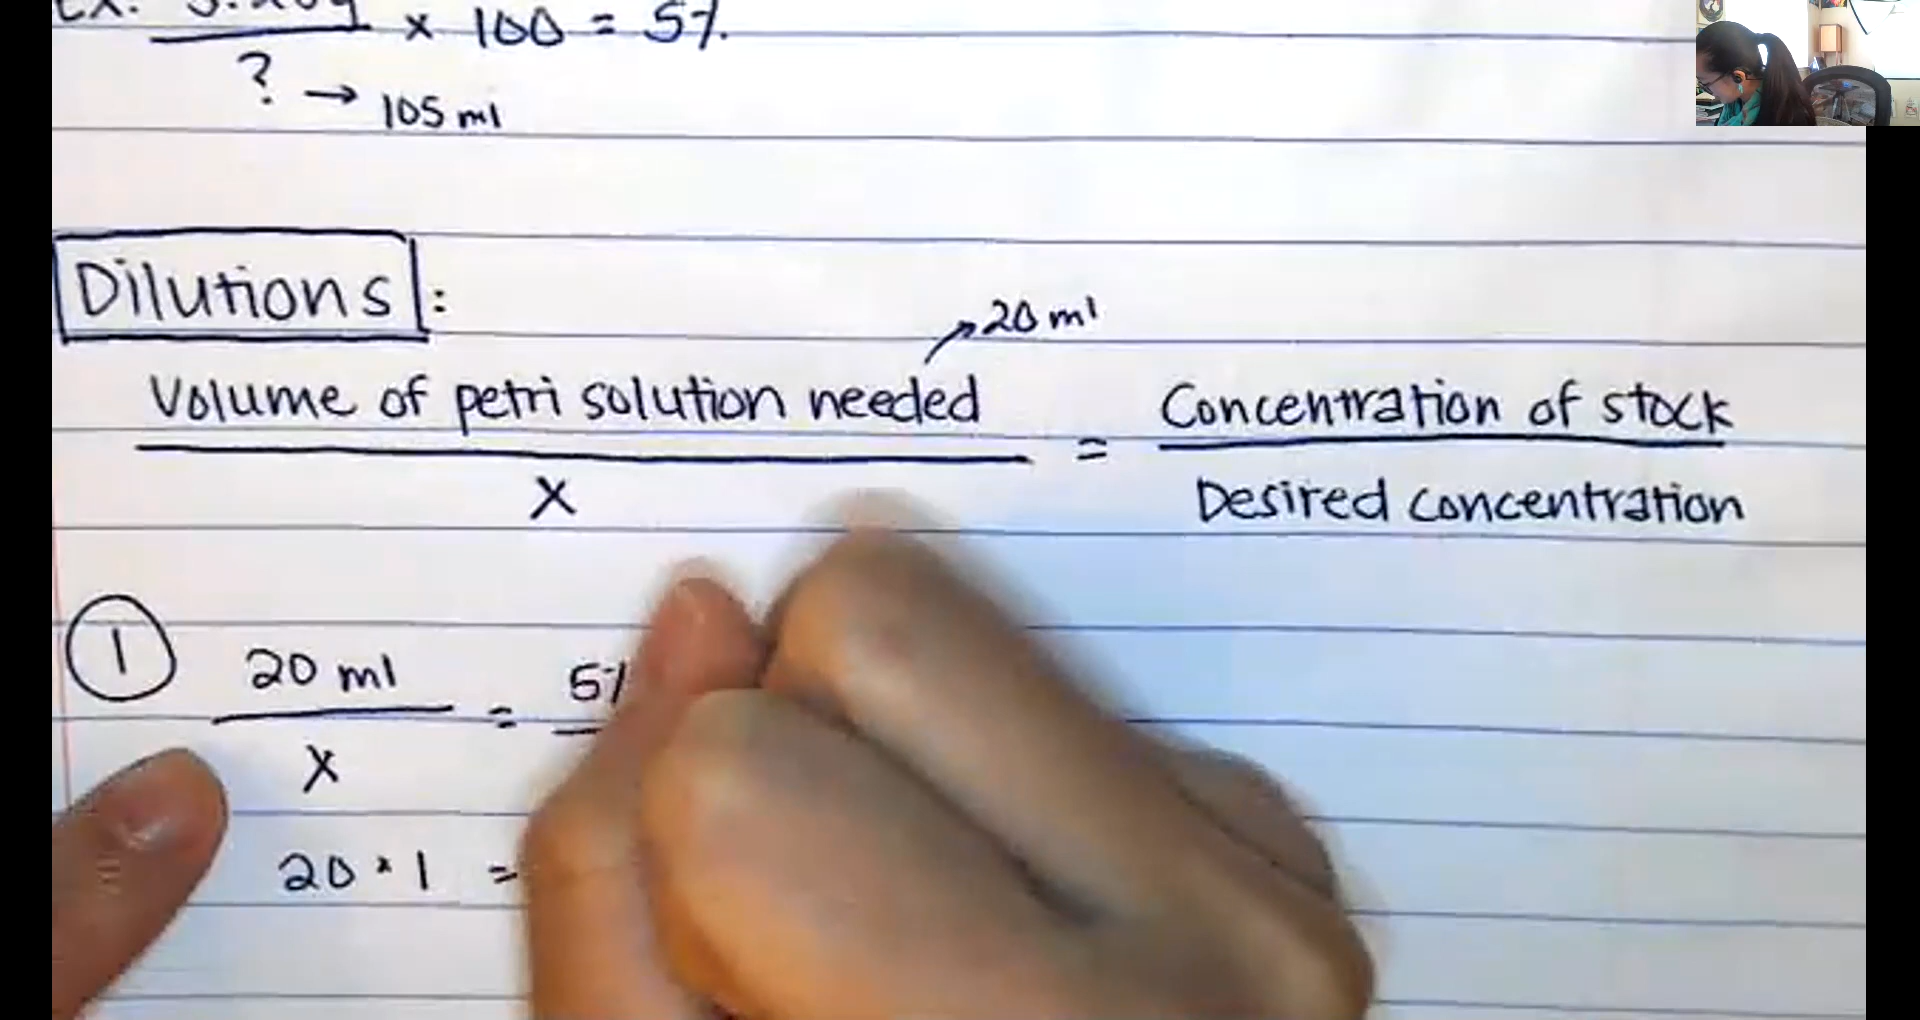 x 100 = 5%
? → 105 ml
Dilutions:
→ 20 ml
Volume of petri solution needed = Concentration of stock
X Desired concentration
1 20 ml = 5%
X
20 * 1 =